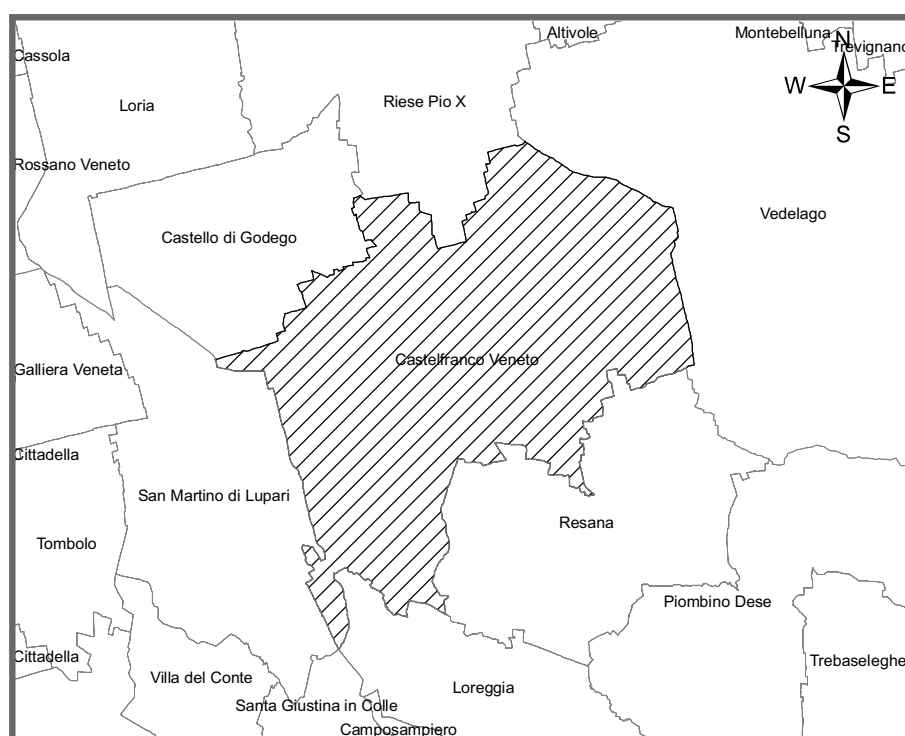 Altivole
Montebelluna
N
Trevignano
Cassola
W
E
Loria
Riese Pio X
S
Rossano Veneto
Vedelago
Castello di Godego
Castelfranco Veneto
Galliera Veneta
Cittadella
San Martino di Lupari
Resana
Tombolo
Piombino Dese
Cittadella
Trebaseleghe
Villa del Conte
Loreggia
Santa Giustina in Colle
Camposampiero